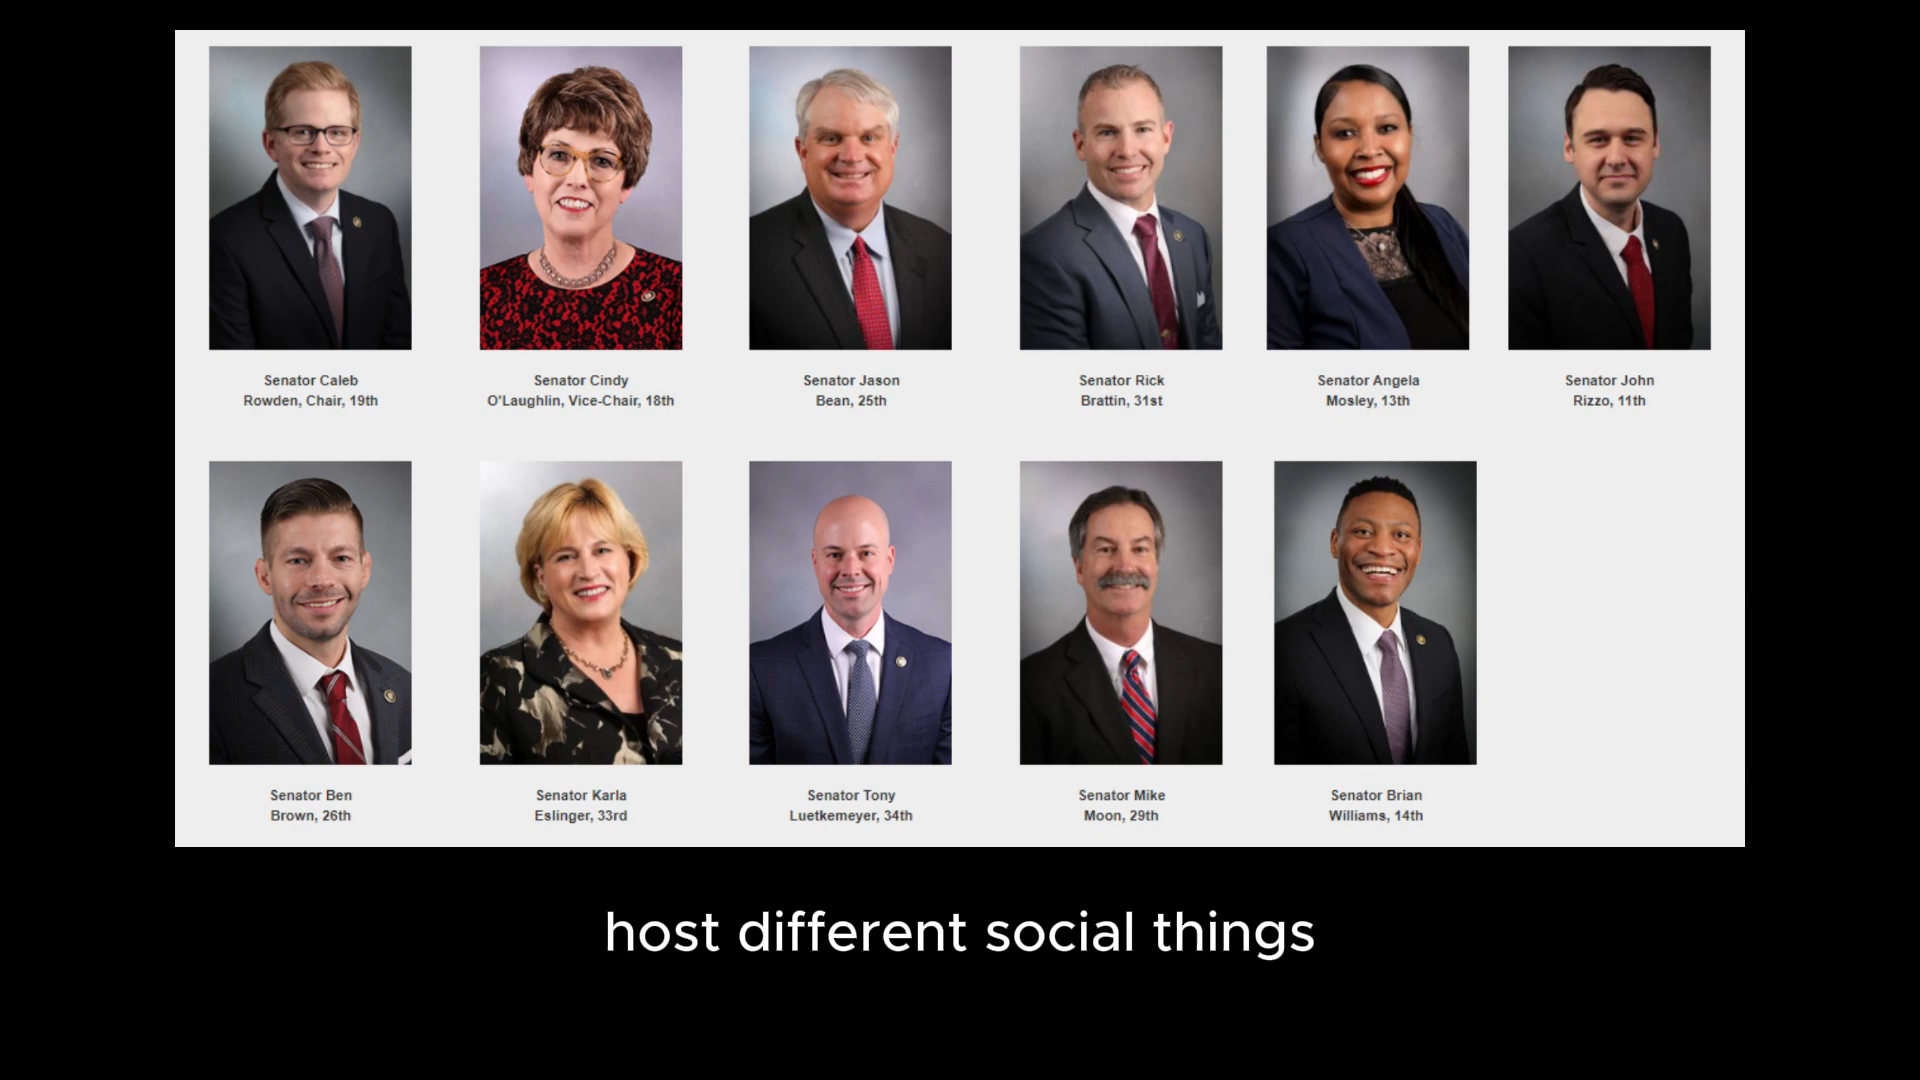 Senator Caleb
Rowden, Chair, 19th
Senator Cindy
O'Laughlin, Vice-Chair, 18th
Senator Jason
Bean, 25th
Senator Rick
Brattin, 31st
Senator Angela
Mosley, 13th
Senator John
Rizzo, 11th
Senator Ben
Brown, 26th
Senator Karla
Eslinger, 33rd
Senator Tony
Luetkemeyer, 34th
Senator Mike
Moon, 29th
Senator Brian
Williams, 14th
host different social things